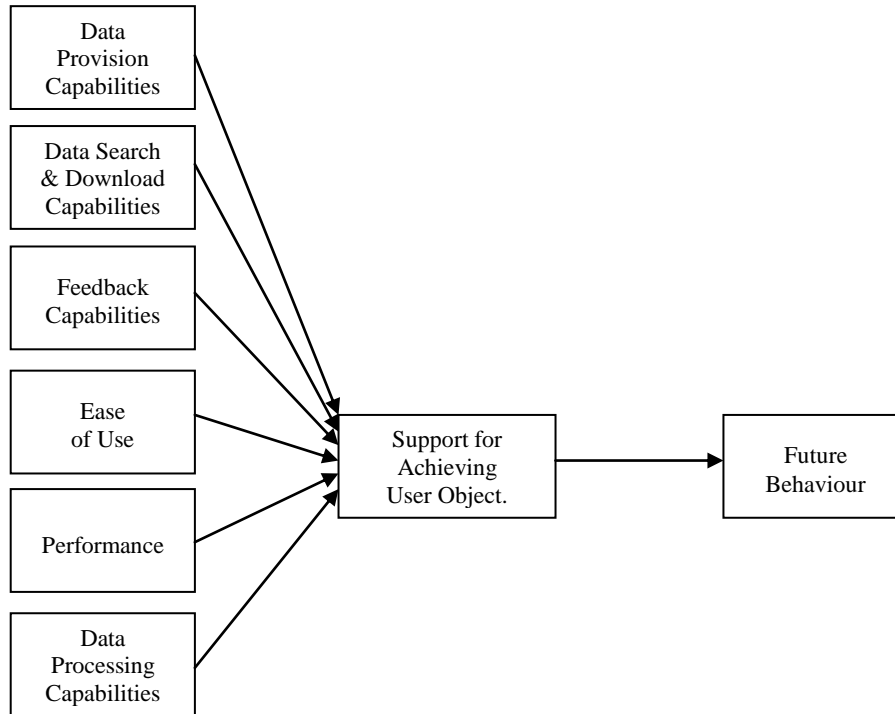 Data
Provision
Capabilities
Data Search
& Download
Capabilities
Feedback
Capabilities
Ease
of Use
Performance
Data
Processing
Capabilities
Support for
Achieving
User Object.
Future
Behaviour